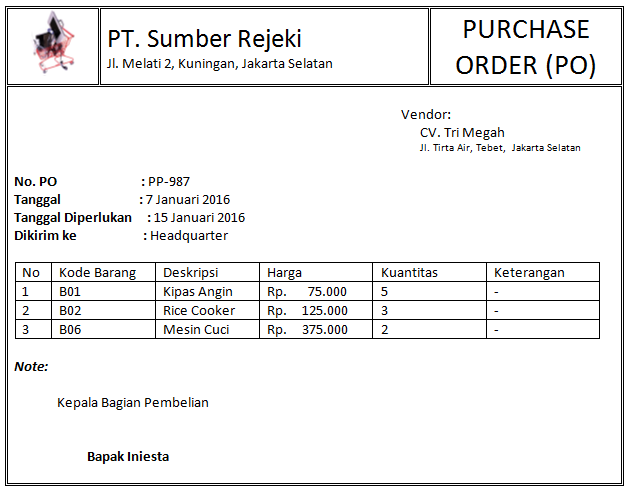 PT. Sumber Rejeki
Jl. Melati 2, Kuningan, Jakarta Selatan
PURCHASE
ORDER (PO)
Vendor:
CV. Tri Megah
Jl. Tirta Air, Tebet, Jakarta Selatan
No. PO : PP-987
Tanggal : 7 Januari 2016
Tanggal Diperlukan : 15 Januari 2016
Dikirim ke : Headquarter
No Kode Barang Deskripsi Harga Kuantitas Keterangan
1 B01 Kipas Angin Rp. 75.000 5 -
2 B02 Rice Cooker Rp. 125.000 3 -
3 B06 Mesin Cuci Rp. 375.000 2 -
Note:
Kepala Bagian Pembelian
Bapak Iniesta